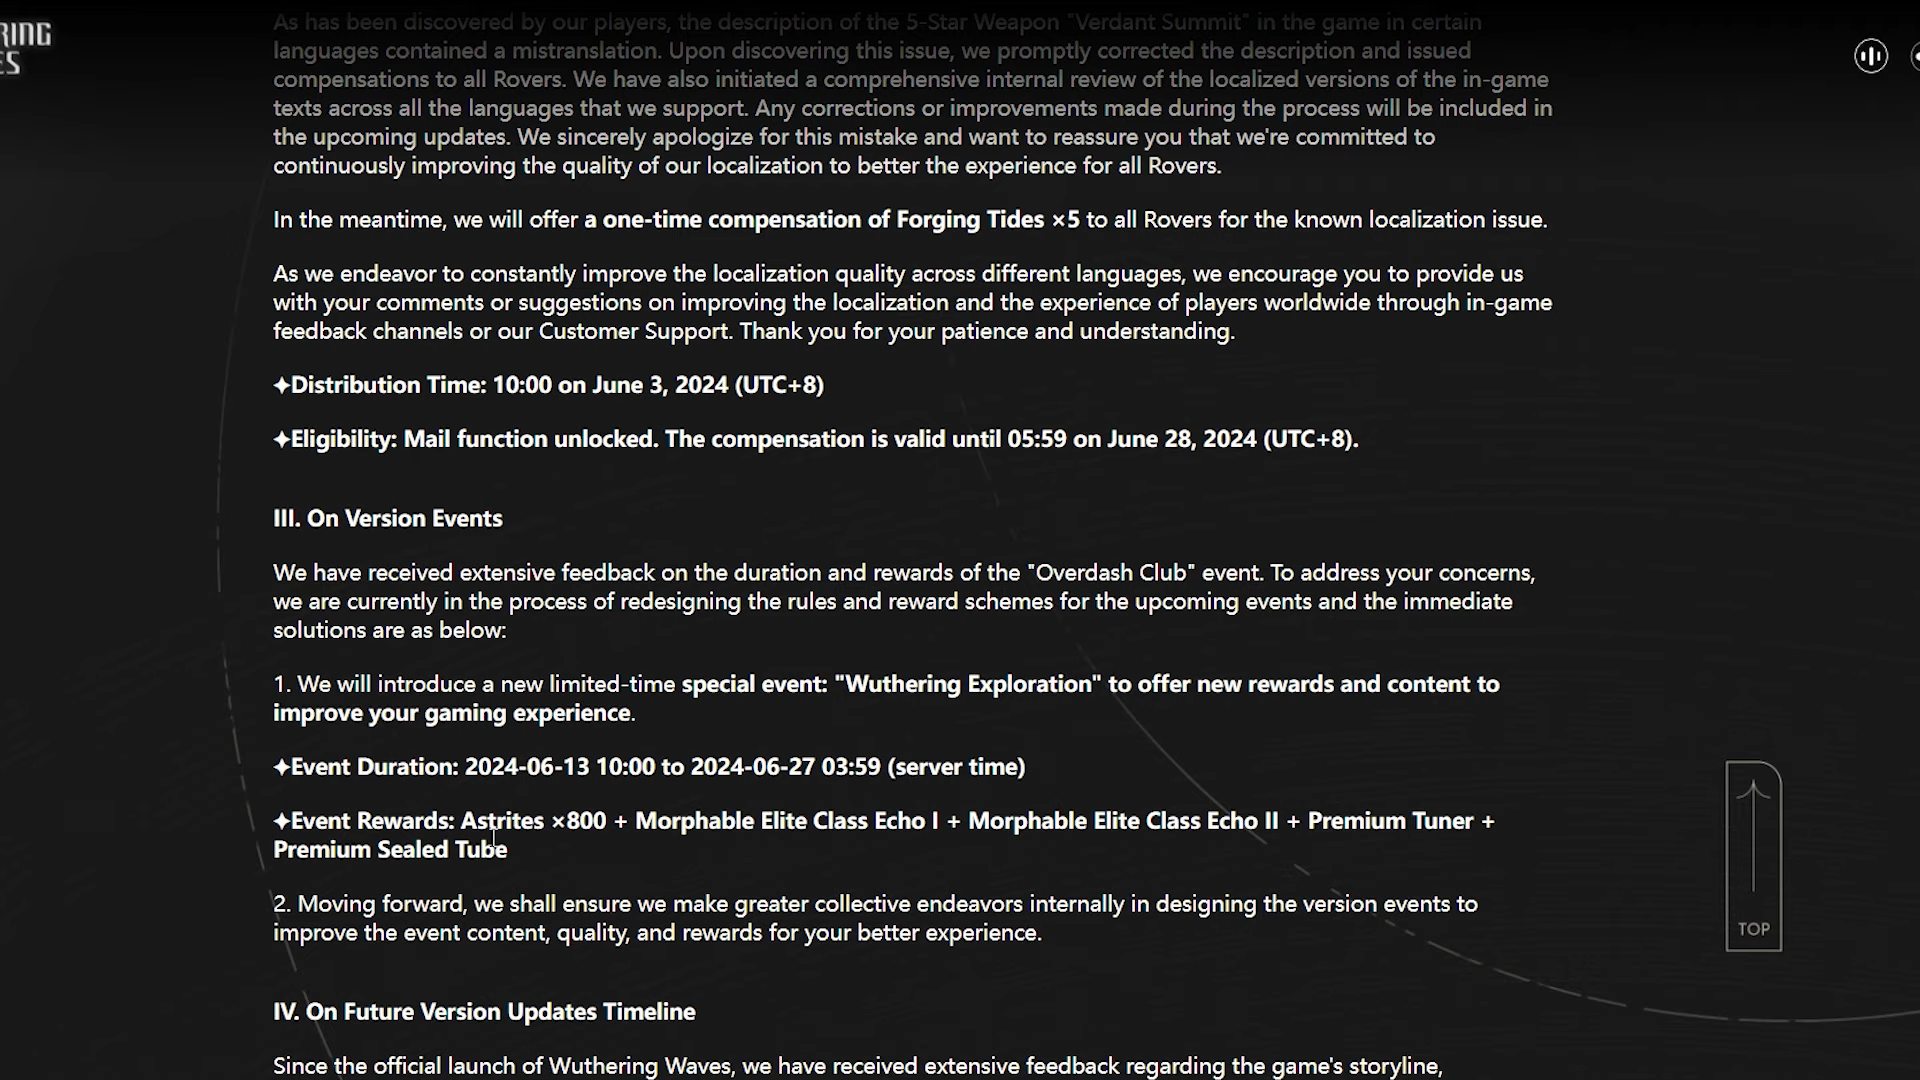 RING
ES
As has been discovered by our players, the description of the 5-Star Weapon "Verdant Summit" in the game in certain
languages contained a mistranslation. Upon discovering this issue, we promptly corrected the description and issued
compensations to all Rovers. We have also initiated a comprehensive internal review of the localized versions of the in-game
texts across all the languages that we support. Any corrections or improvements made during the process will be included in
the upcoming updates. We sincerely apologize for this mistake and want to reassure you that we're committed to
continuously improving the quality of our localization to better the experience for all Rovers.
In the meantime, we will offer a one-time compensation of Forging Tides ×5 to all Rovers for the known localization issue.
As we endeavor to constantly improve the localization quality across different languages, we encourage you to provide us
with your comments or suggestions on improving the localization and the experience of players worldwide through in-game
feedback channels or our Customer Support. Thank you for your patience and understanding.
✦Distribution Time: 10:00 on June 3, 2024 (UTC+8)
✦Eligibility: Mail function unlocked. The compensation is valid until 05:59 on June 28, 2024 (UTC+8).
III. On Version Events
We have received extensive feedback on the duration and rewards of the "Overdash Club" event. To address your concerns,
we are currently in the process of redesigning the rules and reward schemes for the upcoming events and the immediate
solutions are as below:
1. We will introduce a new limited-time special event: "Wuthering Exploration" to offer new rewards and content to
improve your gaming experience.
✦Event Duration: 2024-06-13 10:00 to 2024-06-27 03:59 (server time)
✦Event Rewards: Astrites ×800 + Morphable Elite Class Echo I + Morphable Elite Class Echo II + Premium Tuner +
Premium Sealed Tube
2. Moving forward, we shall ensure we make greater collective endeavors internally in designing the version events to
improve the event content, quality, and rewards for your better experience.
TOP
IV. On Future Version Updates Timeline
Since the official launch of Wuthering Waves, we have received extensive feedback regarding the game's storyline,